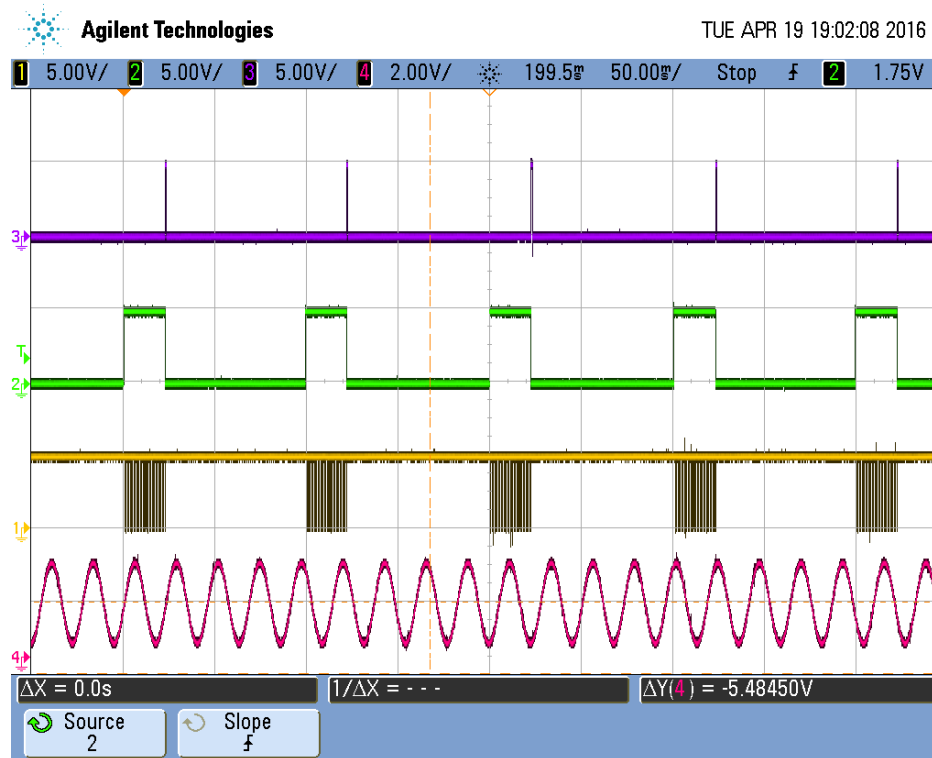 Agilent Technologies TUE APR 19 19:02:08 2016
1 5.00V/ 2 5.00V/ 3 5.00V/ 4 2.00V/ 199.5ms 50.00ms/ Stop 2 1.75V
3
T
2
1
4
ΔX = 0.0s 1/ΔX = - - - ΔY(4) = -5.48450V
Source Slope
2